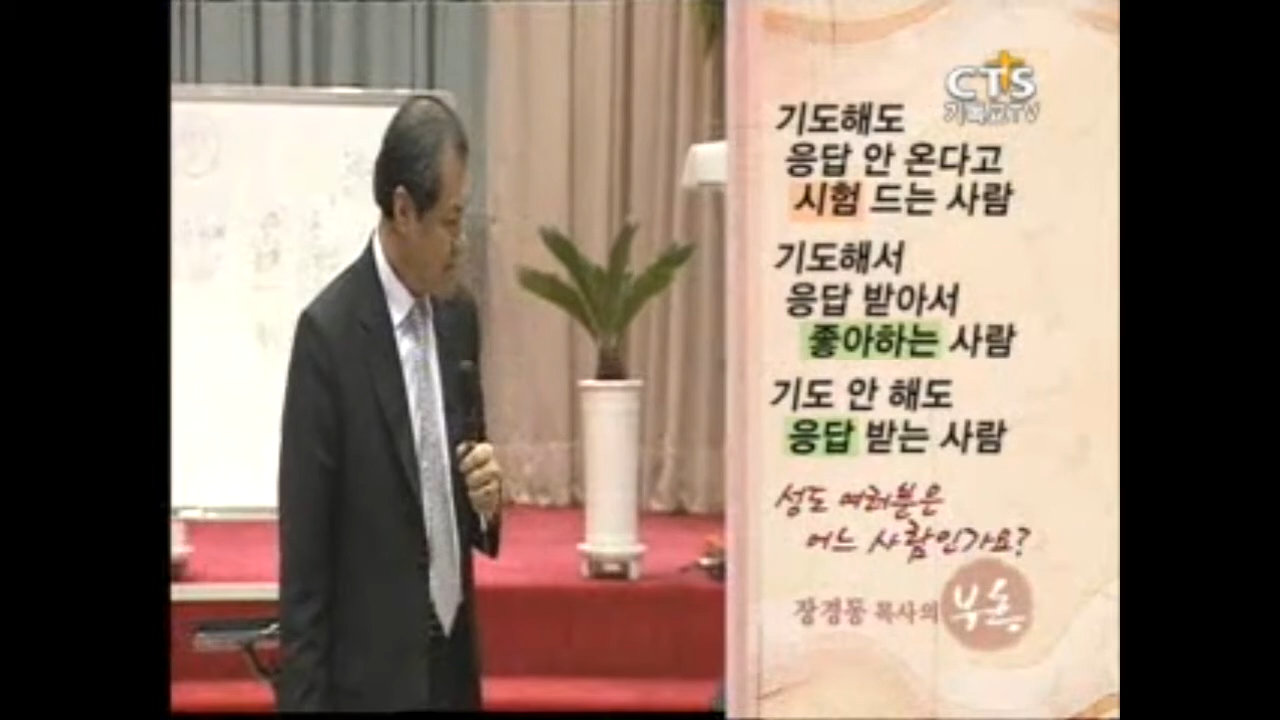 CTS
기독교TV
기도해도
응답 안 온다고
시험 드는 사람
기도해서
응답 받아서
좋아하는 사람
기도 안 해도
응답 받는 사람
성도 여러분은
어느 사람인가요?
장경동 목사의
부흥